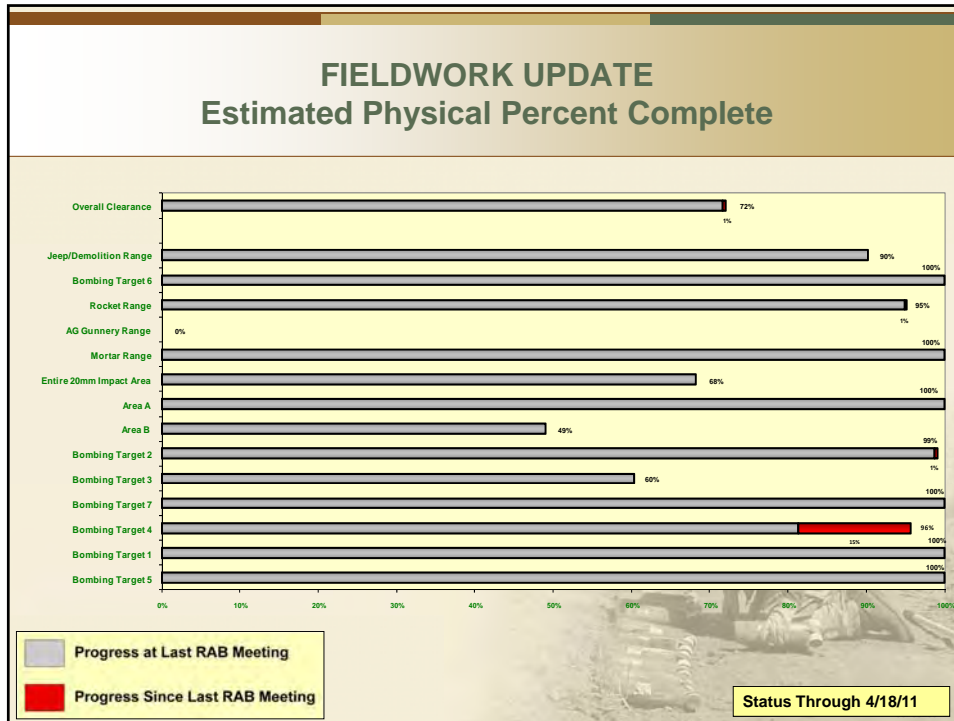 FIELDWORK UPDATE
Estimated Physical Percent Complete
Overall Clearance 72%
1%
Jeep/Demolition Range 90%
100%
Bombing Target 6
Rocket Range 95%
1%
AG Gunnery Range 0%
100%
Mortar Range
Entire 20mm Impact Area 68%
100%
Area A
Area B 49%
99%
Bombing Target 2
1%
Bombing Target 3 60%
100%
Bombing Target 7
Bombing Target 4 96%
15% 100%
Bombing Target 1
100%
Bombing Target 5
0% 10% 20% 30% 40% 50% 60% 70% 80% 90% 100%
Progress at Last RAB Meeting
Progress Since Last RAB Meeting
Status Through 4/18/11